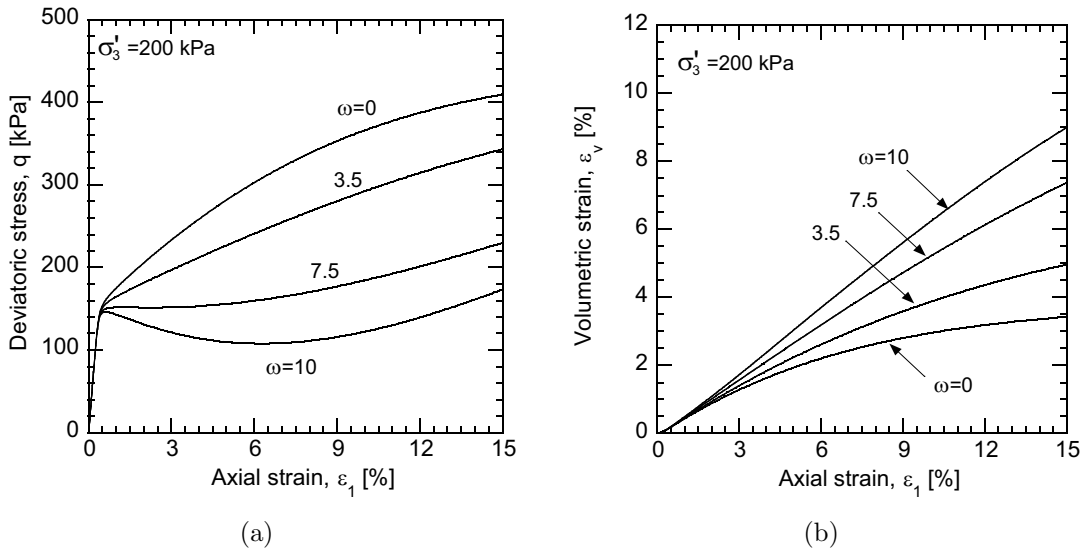 σ₃' =200 kPa
Deviatoric stress, q [kPa]
500
400
300
200
100
0
ω=0
3.5
7.5
ω=10
0 3 6 9 12 15
Axial strain, ε₁ [%]
(a)
σ₃' =200 kPa
Volumetric strain, εᵥ [%]
12
10
8
6
4
2
0
ω=10
7.5
3.5
ω=0
0 3 6 9 12 15
Axial strain, ε₁ [%]
(b)